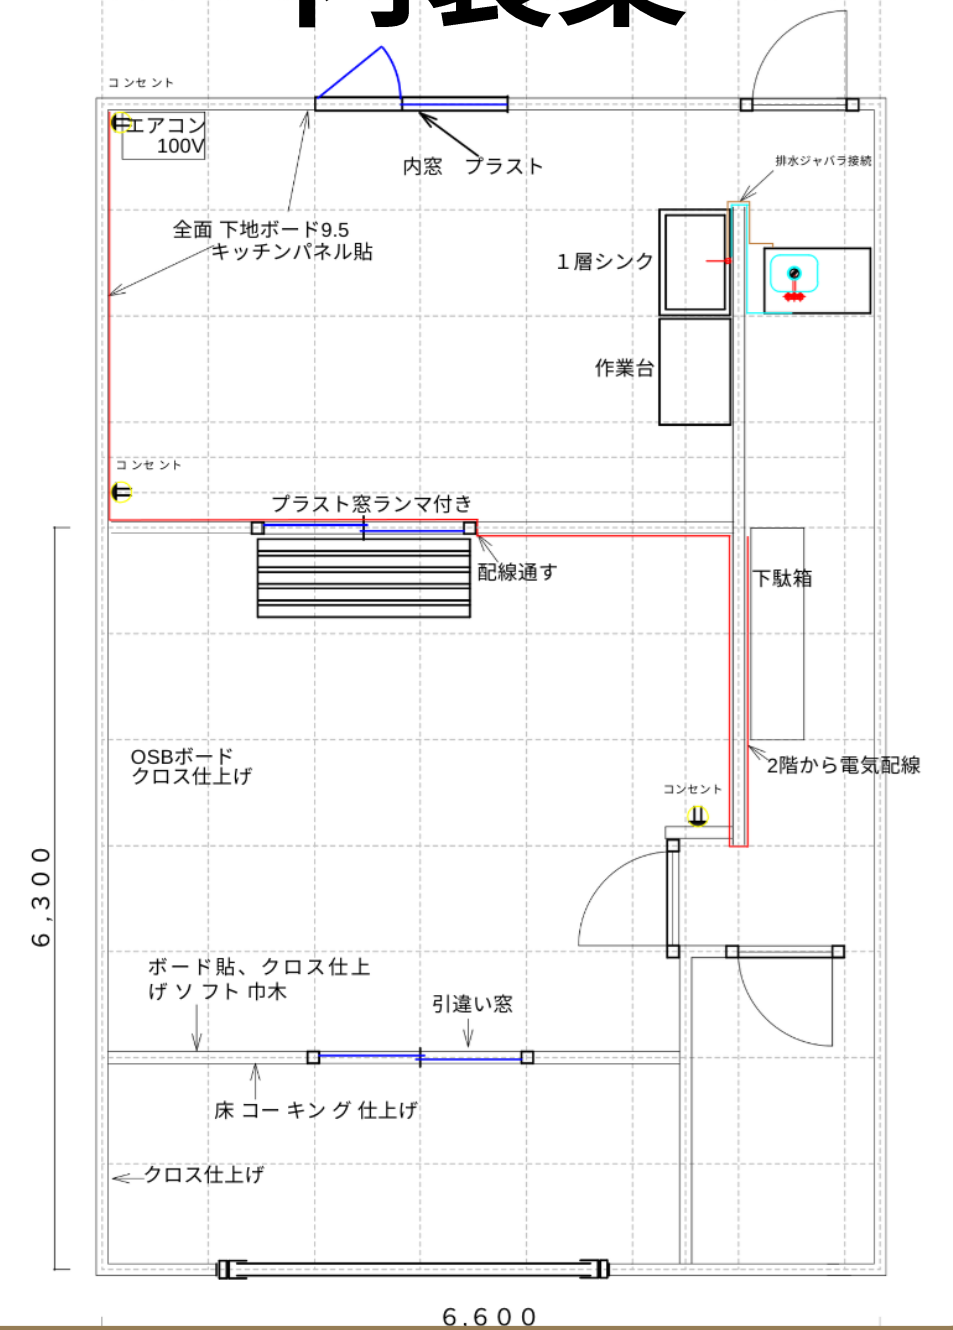 内装業
コンセント
エアコン
100V
内窓 プラスト
排水ジャバラ接続
全面 下地ボード9.5
キッチンパネル貼
1層シンク
作業台
コンセント
プラスト窓ランマ付き
配線通す
下駄箱
OSBボード
クロス仕上げ
2階から電気配線
コンセント
6,300
ボード貼、クロス仕上
げソフト巾木
引違い窓
床コーキング仕上げ
クロス仕上げ
6,600